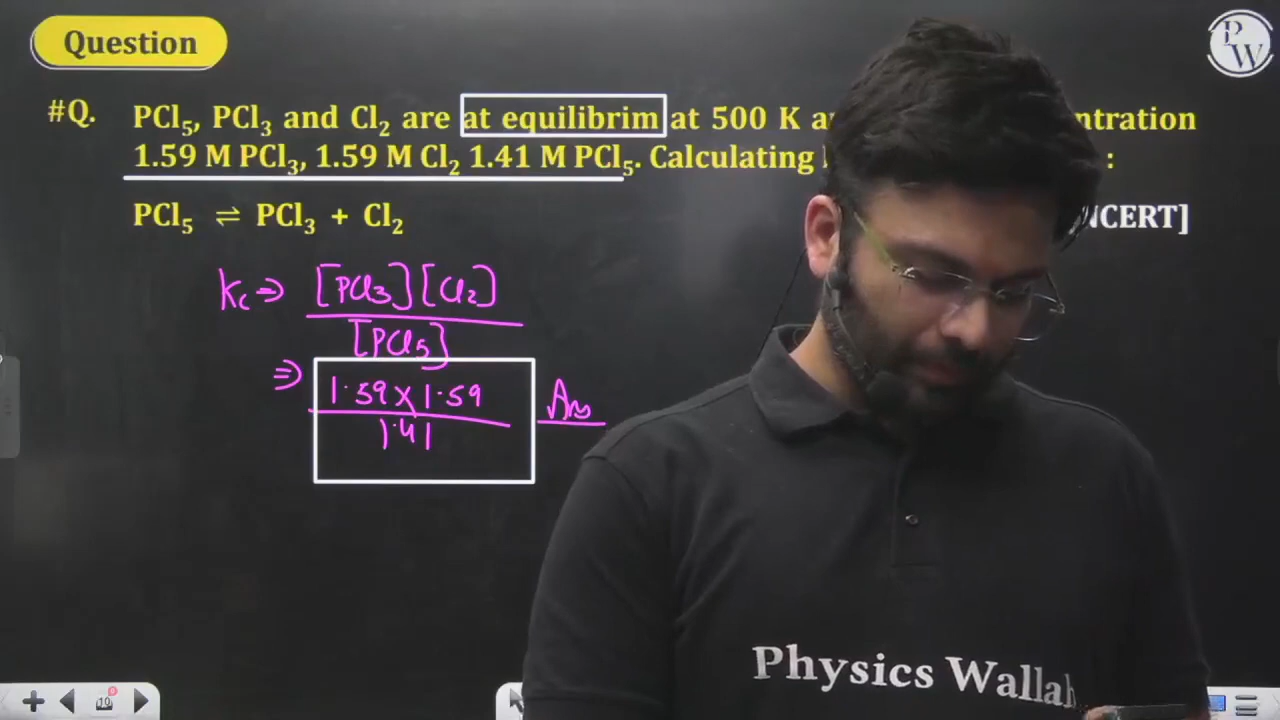 Question
PW
#Q. PCl₅, PCl₃ and Cl₂ are at equilibrim at 500 K
1.59 M PCl₃, 1.59 M Cl₂ 1.41 M PCl₅. Calculating :
PCl₅ ⇌ PCl₃ + Cl₂
NCERT]
Kc ⇒ [PCl3][Cl2]
[PCl5]
⇒ 1.59 x 1.59
1.41
Ans
Physics Wallah
10
8